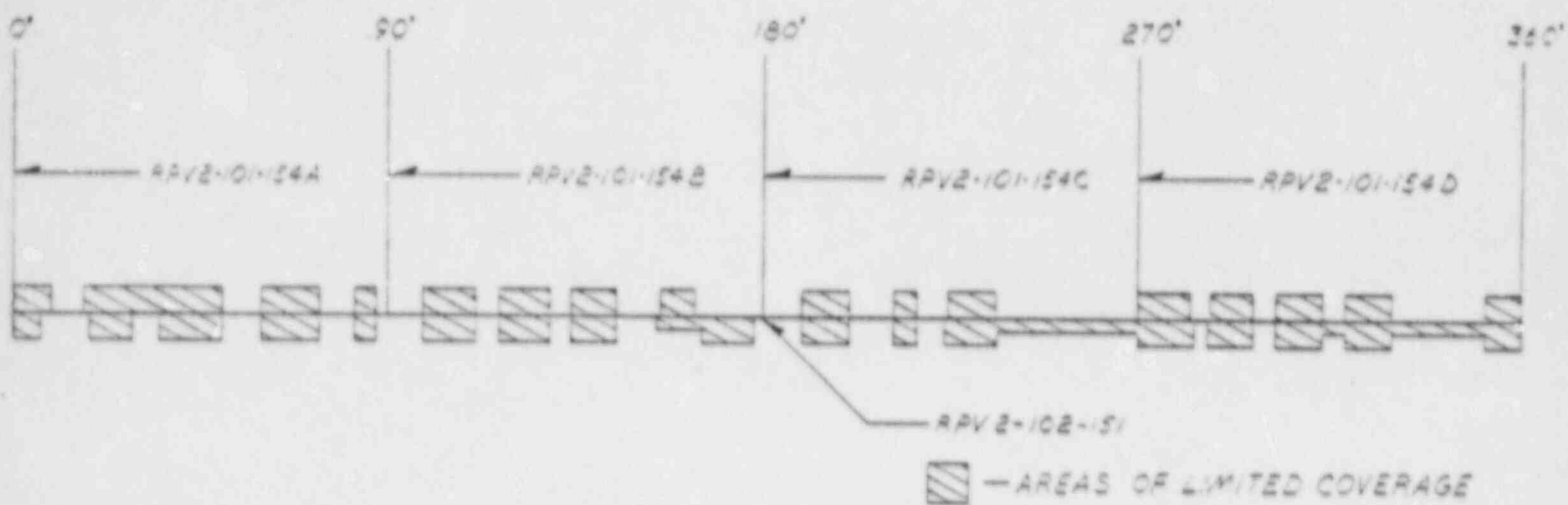 0° 90° 180° 270° 360°
RPV2-101-154A RPV2-101-154B RPV2-101-154C RPV2-101-154D
RPV2-102-151
— AREAS OF LIMITED COVERAGE